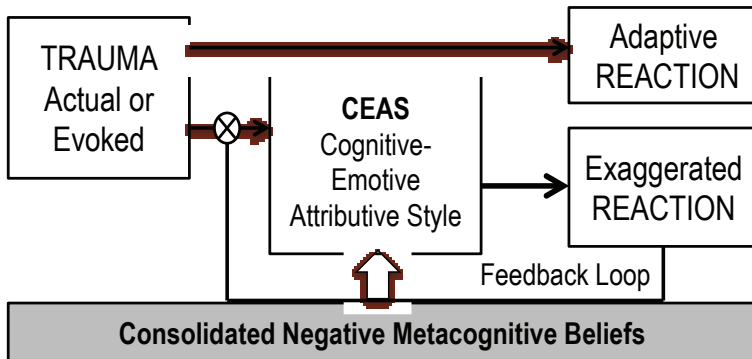 TRAUMA
Actual or
Evoked
Adaptive
REACTION
CEAS
Cognitive-
Emotive
Attributive Style
Exaggerated
REACTION
Feedback Loop
Consolidated Negative Metacognitive Beliefs